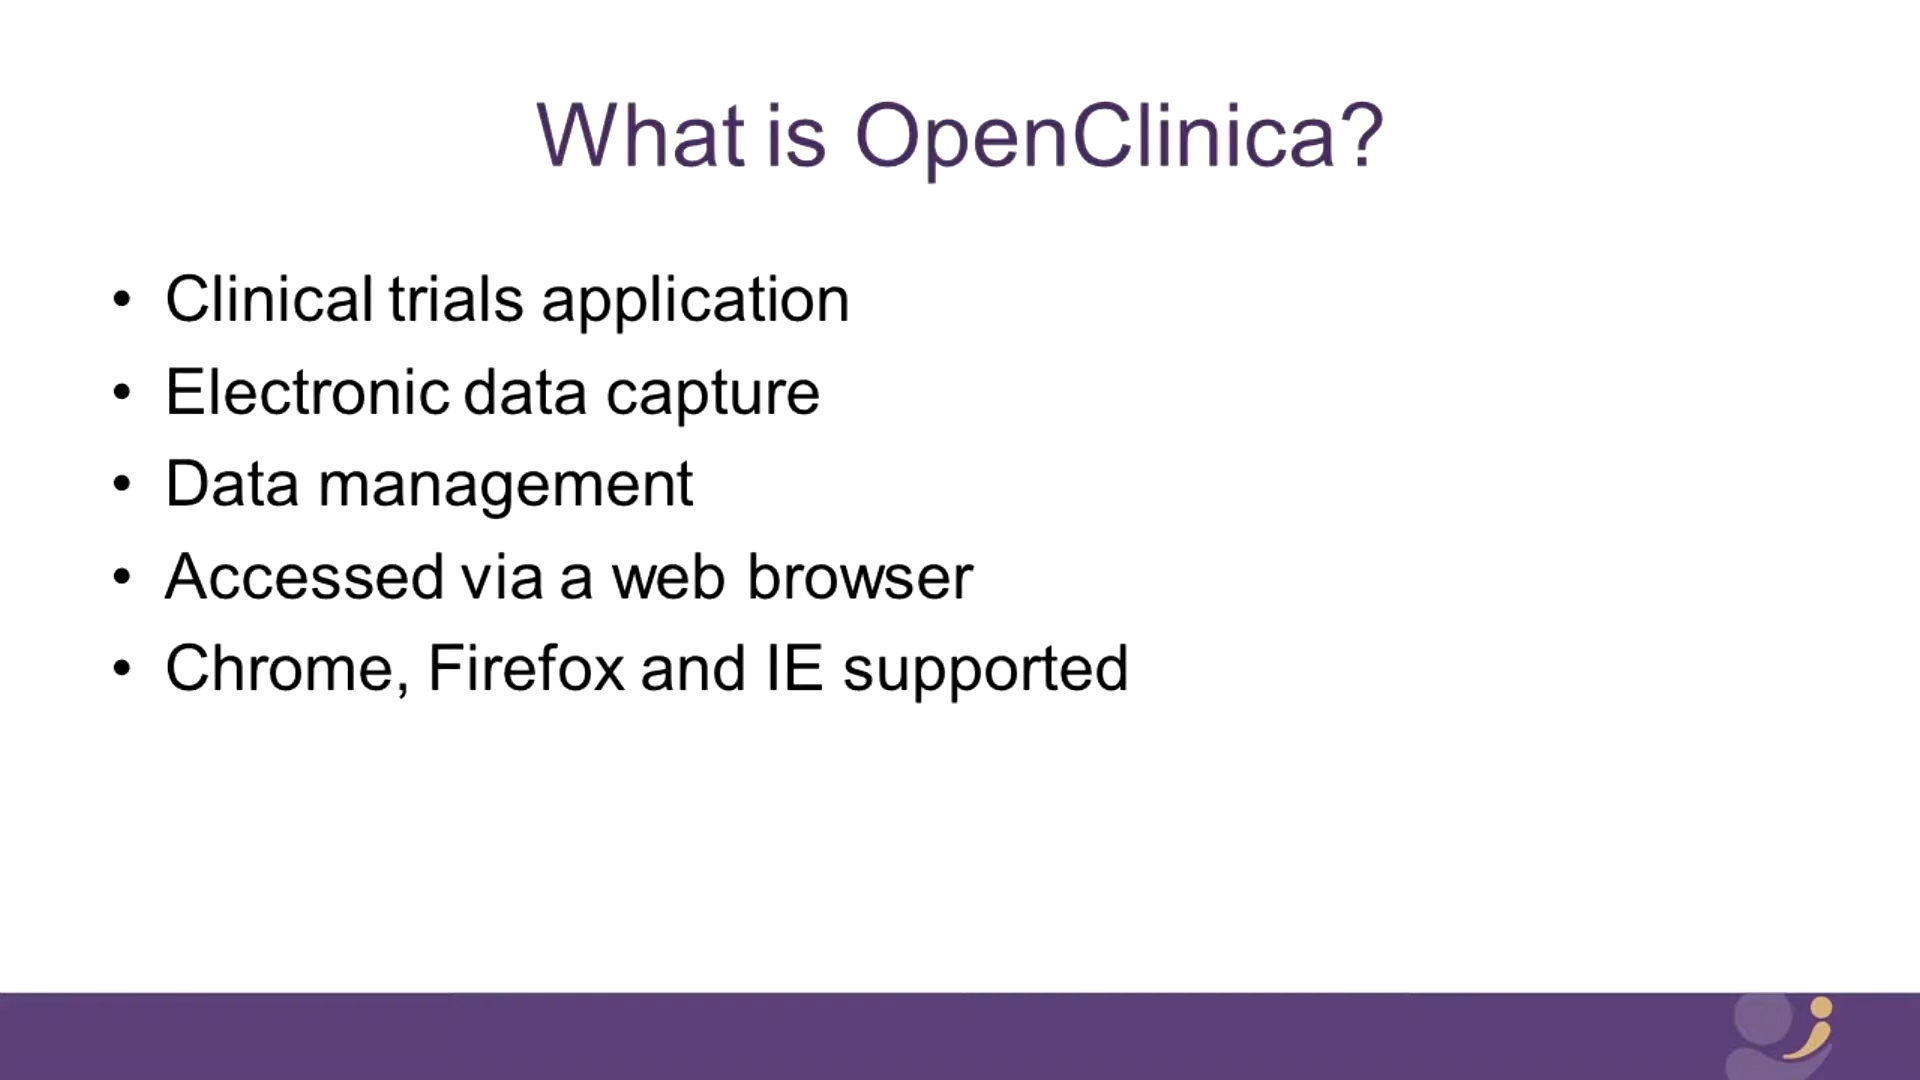 What is OpenClinica?
• Clinical trials application
• Electronic data capture
• Data management
• Accessed via a web browser
• Chrome, Firefox and IE supported